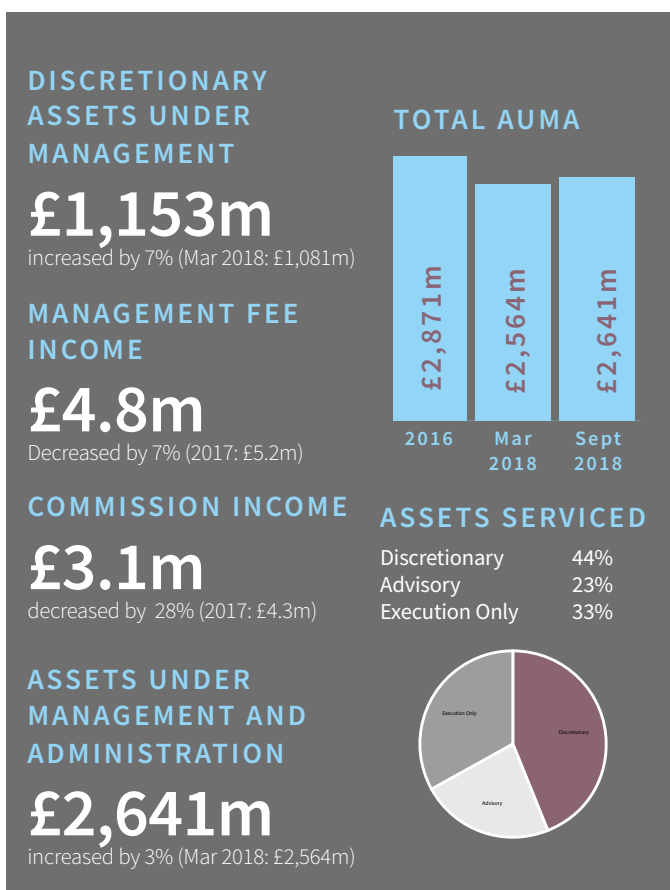 DISCRETIONARY
ASSETS UNDER
MANAGEMENT
£1,153m
increased by 7% (Mar 2018: £1,081m)
MANAGEMENT FEE
INCOME
£4.8m
Decreased by 7% (2017: £5.2m)
COMMISSION INCOME
£3.1m
decreased by 28% (2017: £4.3m)
ASSETS UNDER
MANAGEMENT AND
ADMINISTRATION
£2,641m
increased by 3% (Mar 2018: £2,564m)
TOTAL AUMA
£2,871m
£2,564m
£2,641m
2016
Mar
2018
Sept
2018
ASSETS SERVICED
Discretionary 44%
Advisory 23%
Execution Only 33%
Execution Only
Discretionary
Advisory